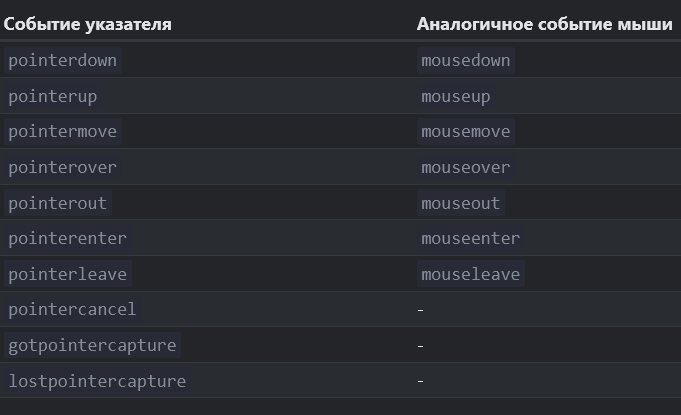 Событие указателя Аналогичное событие мыши
pointerdown mousedown
pointerup mouseup
pointermove mousemove
pointerover mouseover
pointerout mouseout
pointerenter mouseenter
pointerleave mouseleave
pointercancel -
gotpointercapture -
lostpointercapture -